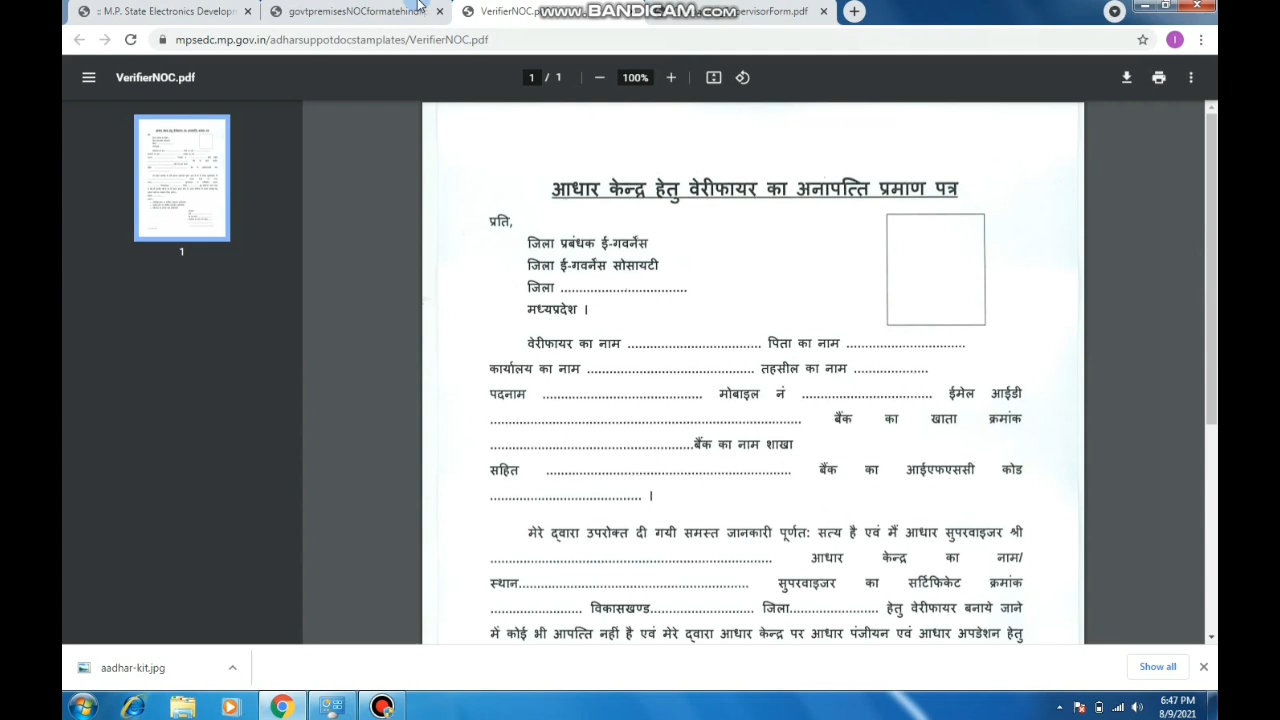 :: M.P. State Electronics Developm
govtpremisesNOCformateh
VerifierNOC.p
visorForm.pdf
www.BANDICAM.com
mpsedc.mp.gov.in/adharsuppotdocstamplates/VerifierNOC.pdf
I
VerifierNOC.pdf
1 / 1
100%
आधार केन्द्र हेतु वेरीफायर का अनापत्ति प्रमाण पत्र
प्रति,
जिला प्रबंधक ई-गवर्नेंस
जिला ई-गवर्नेंस सोसायटी
जिला ..................................
मध्यप्रदेश ।
वेरीफायर का नाम ................................... पिता का नाम ...............................
कार्यालय का नाम ............................................ तहसील का नाम ....................
पदनाम .......................................... मोबाइल नं .................................. ईमेल आईडी
.................................................................................. बैंक का खाता क्रमांक
.....................................................बैंक का नाम शाखा
सहित ................................................................ बैंक का आईएफएससी कोड
........................................ ।
मेरे द्वारा उपरोक्त दी गयी समस्त जानकारी पूर्णत: सत्य है एवं मैं आधार सुपरवाइजर श्री
.......................................................................... आधार केन्द्र का नाम/
स्थान............................................................ सुपरवाइजर का सर्टिफिकेट क्रमांक
........................ विकासखण्ड........................... जिला....................... हेतु वेरीफायर बनाये जाने
में कोई भी आपत्ति नहीं है एवं मेरे द्वारा आधार केन्द्र पर आधार पंजीयन एवं आधार अपडेशन हेतु
1
aadhar-kit.jpg
Show all
6:47 PM
8/9/2021